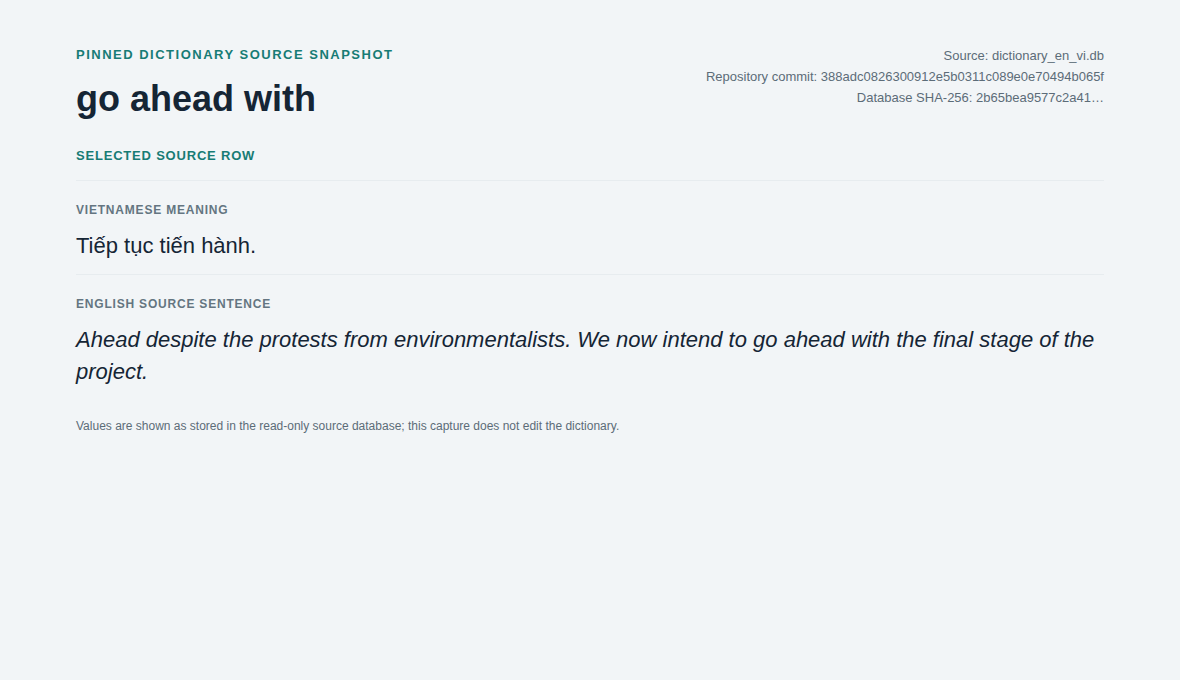 PINNED DICTIONARY SOURCE SNAPSHOT
go ahead with
Source: dictionary_en_vi.db
Repository commit: 388adc0826300912e5b0311c089e0e70494b065f
Database SHA-256: 2b65bea9577c2a41…
SELECTED SOURCE ROW
VIETNAMESE MEANING
Tiếp tục tiến hành.
ENGLISH SOURCE SENTENCE
Ahead despite the protests from environmentalists. We now intend to go ahead with the final stage of the
project.
Values are shown as stored in the read-only source database; this capture does not edit the dictionary.